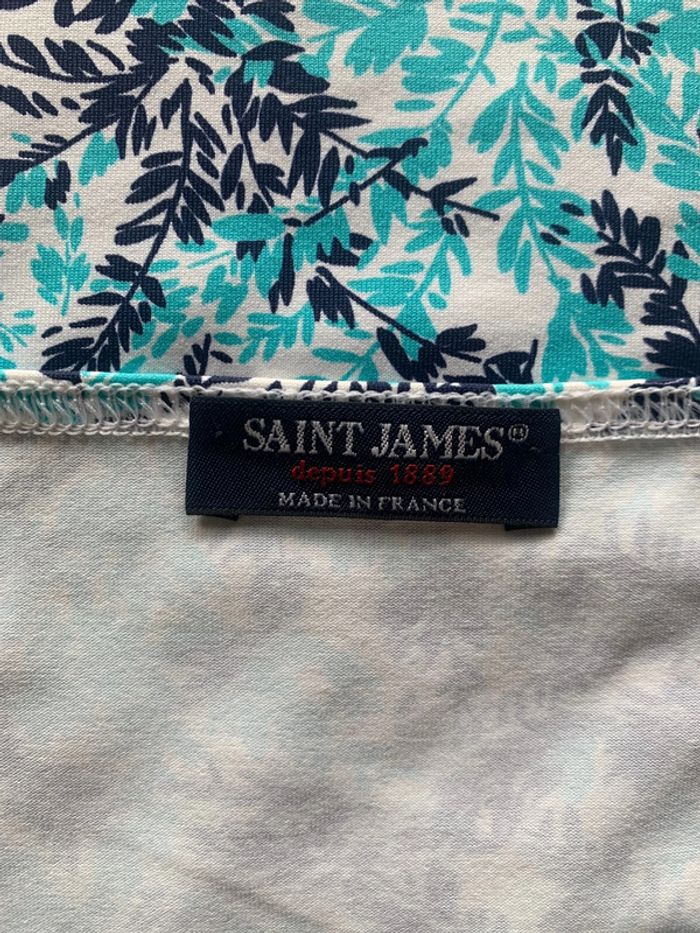 SAINT JAMES®
depuis 1889
MADE IN FRANCE